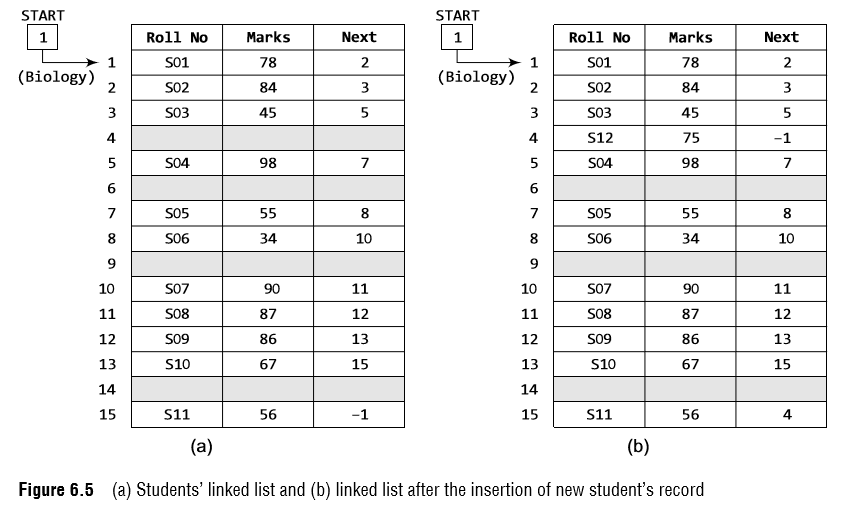 START START
1 Roll No Marks Next 1 Roll No Marks Next
1 S01 78 2 1 S01 78 2
(Biology) 2 S02 84 3 (Biology) 2 S02 84 3
3 S03 45 5 3 S03 45 5
4 4 S12 75 −1
5 S04 98 7 5 S04 98 7
6 6
7 S05 55 8 7 S05 55 8
8 S06 34 10 8 S06 34 10
9 9
10 S07 90 11 10 S07 90 11
11 S08 87 12 11 S08 87 12
12 S09 86 13 12 S09 86 13
13 S10 67 15 13 S10 67 15
14 14
15 S11 56 −1 15 S11 56 4
(a) (b)
Figure 6.5 (a) Students’ linked list and (b) linked list after the insertion of new student’s record